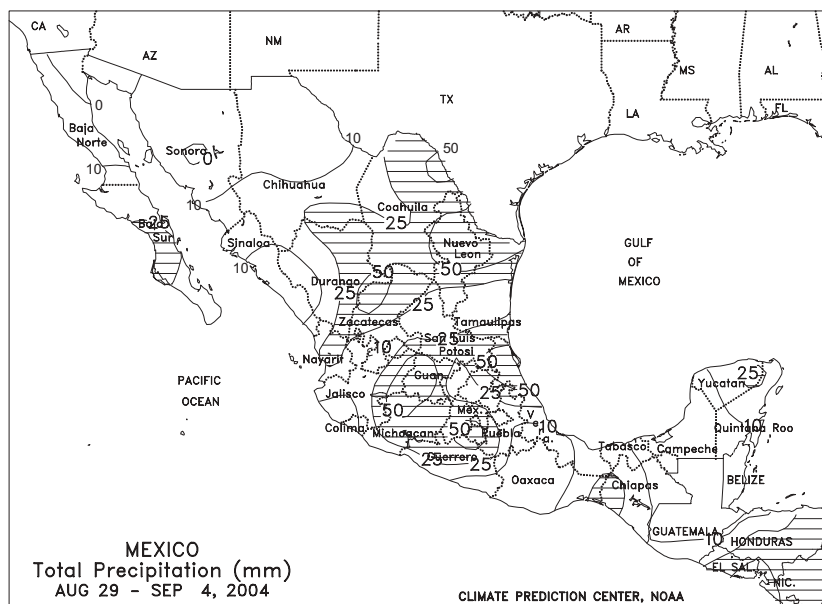 CA
AZ
NM
AR
MS
AL
TX
LA
FL
0
Baja
Norte
Sonora
0
10
50
10
Chihuahua
10
Coahuila
25
25
Baja
Sur
Sinaloa
Nuevo
Leon
GULF
OF
MEXICO
10
50
50
Durango
25
25
Zacatecas
Tamaulipas
25
San Luis
Potosi
10
Nayarit
50
PACIFIC
OCEAN
Guan
25
50
25
Yucatan
Jalisco
50
Mex
V
Colima
Michoacan
50
Puebla
e
10
a
10
Quintana Roo
Tabasco
Campeche
Guerrero
25
25
Oaxaca
Chiapas
BELIZE
GUATEMALA
10
HONDURAS
EL SAL
NIC.
MEXICO
Total Precipitation (mm)
AUG 29 - SEP 4, 2004
CLIMATE PREDICTION CENTER, NOAA